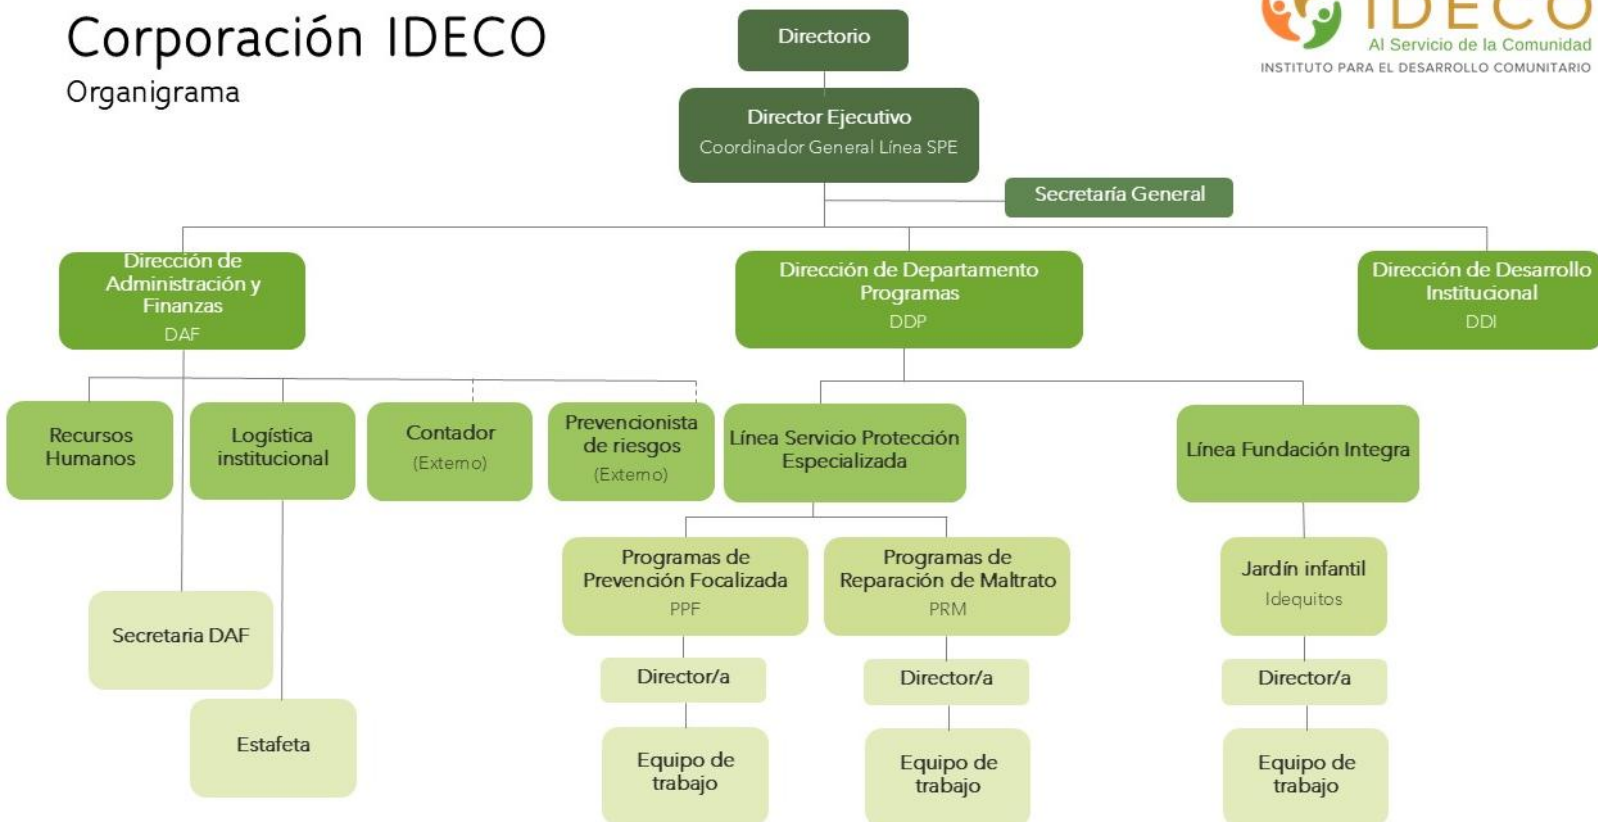 Corporación IDECO
Organigrama
IDECO
Al Servicio de la Comunidad
INSTITUTO PARA EL DESARROLLO COMUNITARIO
Directorio
Director Ejecutivo
Coordinador General Línea SPE
Secretaría General
Dirección de
Administración y
Finanzas
DAF
Dirección de Departamento
Programas
DDP
Dirección de Desarrollo
Institucional
DDI
Recursos
Humanos
Logística
institucional
Contador
(Externo)
Prevencionista
de riesgos
(Externo)
Línea Servicio Protección
Especializada
Línea Fundación Integra
Programas de
Prevención Focalizada
PPF
Programas de
Reparación de Maltrato
PRM
Jardín infantil
Idequitos
Secretaria DAF
Director/a
Director/a
Director/a
Estafeta
Equipo de
trabajo
Equipo de
trabajo
Equipo de
trabajo